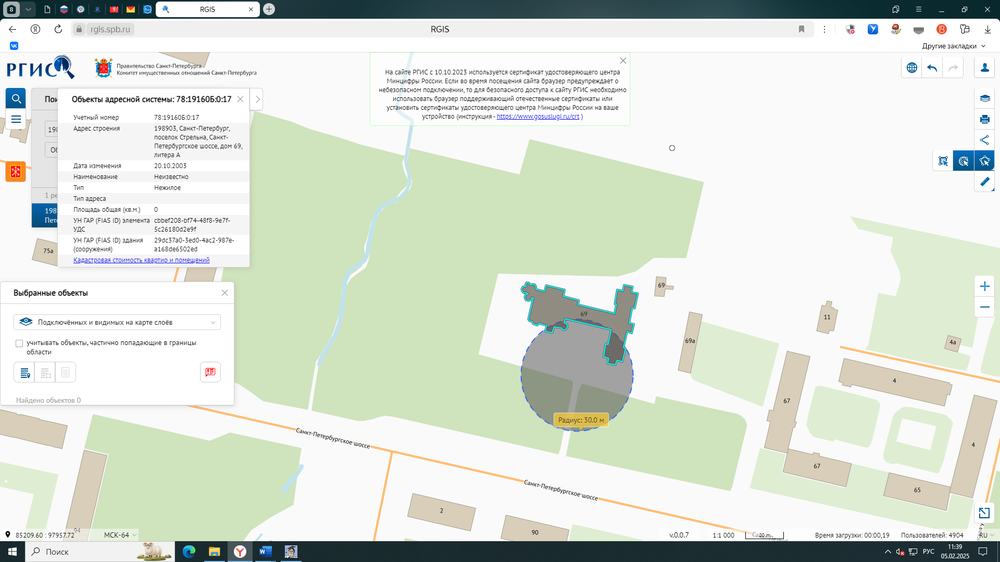 8
5
RGIS
rgis.spb.ru
RGIS
Другие закладки
РГИС
Правительство Санкт-Петербурга
Комитет имущественных отношений Санкт-Петербурга
На сайте РГИС с 10.10.2023 используется сертификат удостоверяющего центра
Минцифры России. Если во время посещения сайта браузер предупреждает о
небезопасном подключении, то для безопасного доступа к сайту РГИС необходимо
использовать браузер поддерживающий отечественные сертификаты или
установить сертификаты удостоверяющего центра Минцифры России на ваше
устройство (инструкция - https://www.gosuslugi.ru/crt )
Пои
Объекты адресной системы: 78:19160Б:0:17
Учетный номер 78:19160Б:0:17
Адрес строения 198903, Санкт-Петербург,
поселок Стрельна, Санкт-
Петербургское шоссе, дом 69,
литера А
Дата изменения 20.10.2003
Наименование Неизвестно
Тип Нежилое
Тип адреса
Площадь общая (кв.м.) 0
УН ГАР (FIAS ID) элемента УДС cbbef208-bf74-48f8-9e7f-
5c26180d2e9f
УН ГАР (FIAS ID) здания (сооружения) 29dc37a0-3ed0-4ac2-987e-
a168de6502ed
Кадастровая стоимость квартир и помещений
198
Об
1 ре
198
Пет
75а
Выбранные объекты
Подключённых и видимых на карте слоёв
учитывать объекты, частично попадающие в границы
области
Найдено объектов 0
69
69
69а
11
4а
4
67
67
4
65
Радиус: 30.0 м
Санкт-Петербургское шоссе
Санкт-Петербургское шоссе
2
90
94
85209.60 : 97957.72
МСК-64
v.0.0.7
1:1 000
Время загрузки: 00:00,19
Пользователей: 4904
RU
Поиск
РУС
11:39
05.02.2025